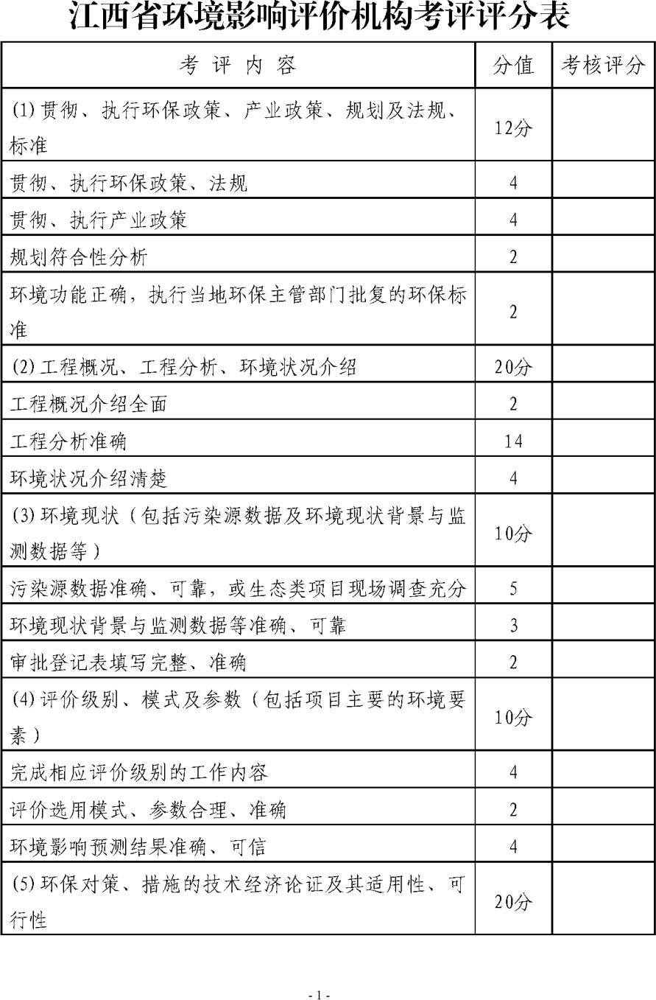 江西省环境影响评价机构考评评分表
考 评 内 容 分值 考核评分
(1)贯彻、执行环保政策、产业政策、规划及法规、
标准
12分
贯彻、执行环保政策、法规 4
贯彻、执行产业政策 4
规划符合性分析 2
环境功能正确，执行当地环保主管部门批复的环保标
准
2
(2)工程概况、工程分析、环境状况介绍 20分
工程概况介绍全面 2
工程分析准确 14
环境状况介绍清楚 4
(3)环境现状（包括污染源数据及环境现状背景与监
测数据等）
10分
污染源数据准确、可靠，或生态类项目现场调查充分 5
环境现状背景与监测数据等准确、可靠 3
审批登记表填写完整、准确 2
(4)评价级别、模式及参数（包括项目主要的环境要
素）
10分
完成相应评价级别的工作内容 4
评价选用模式、参数合理、准确 2
环境影响预测结果准确、可信 4
(5)环保对策、措施的技术经济论证及其适用性、可
行性
20分
- 1 -